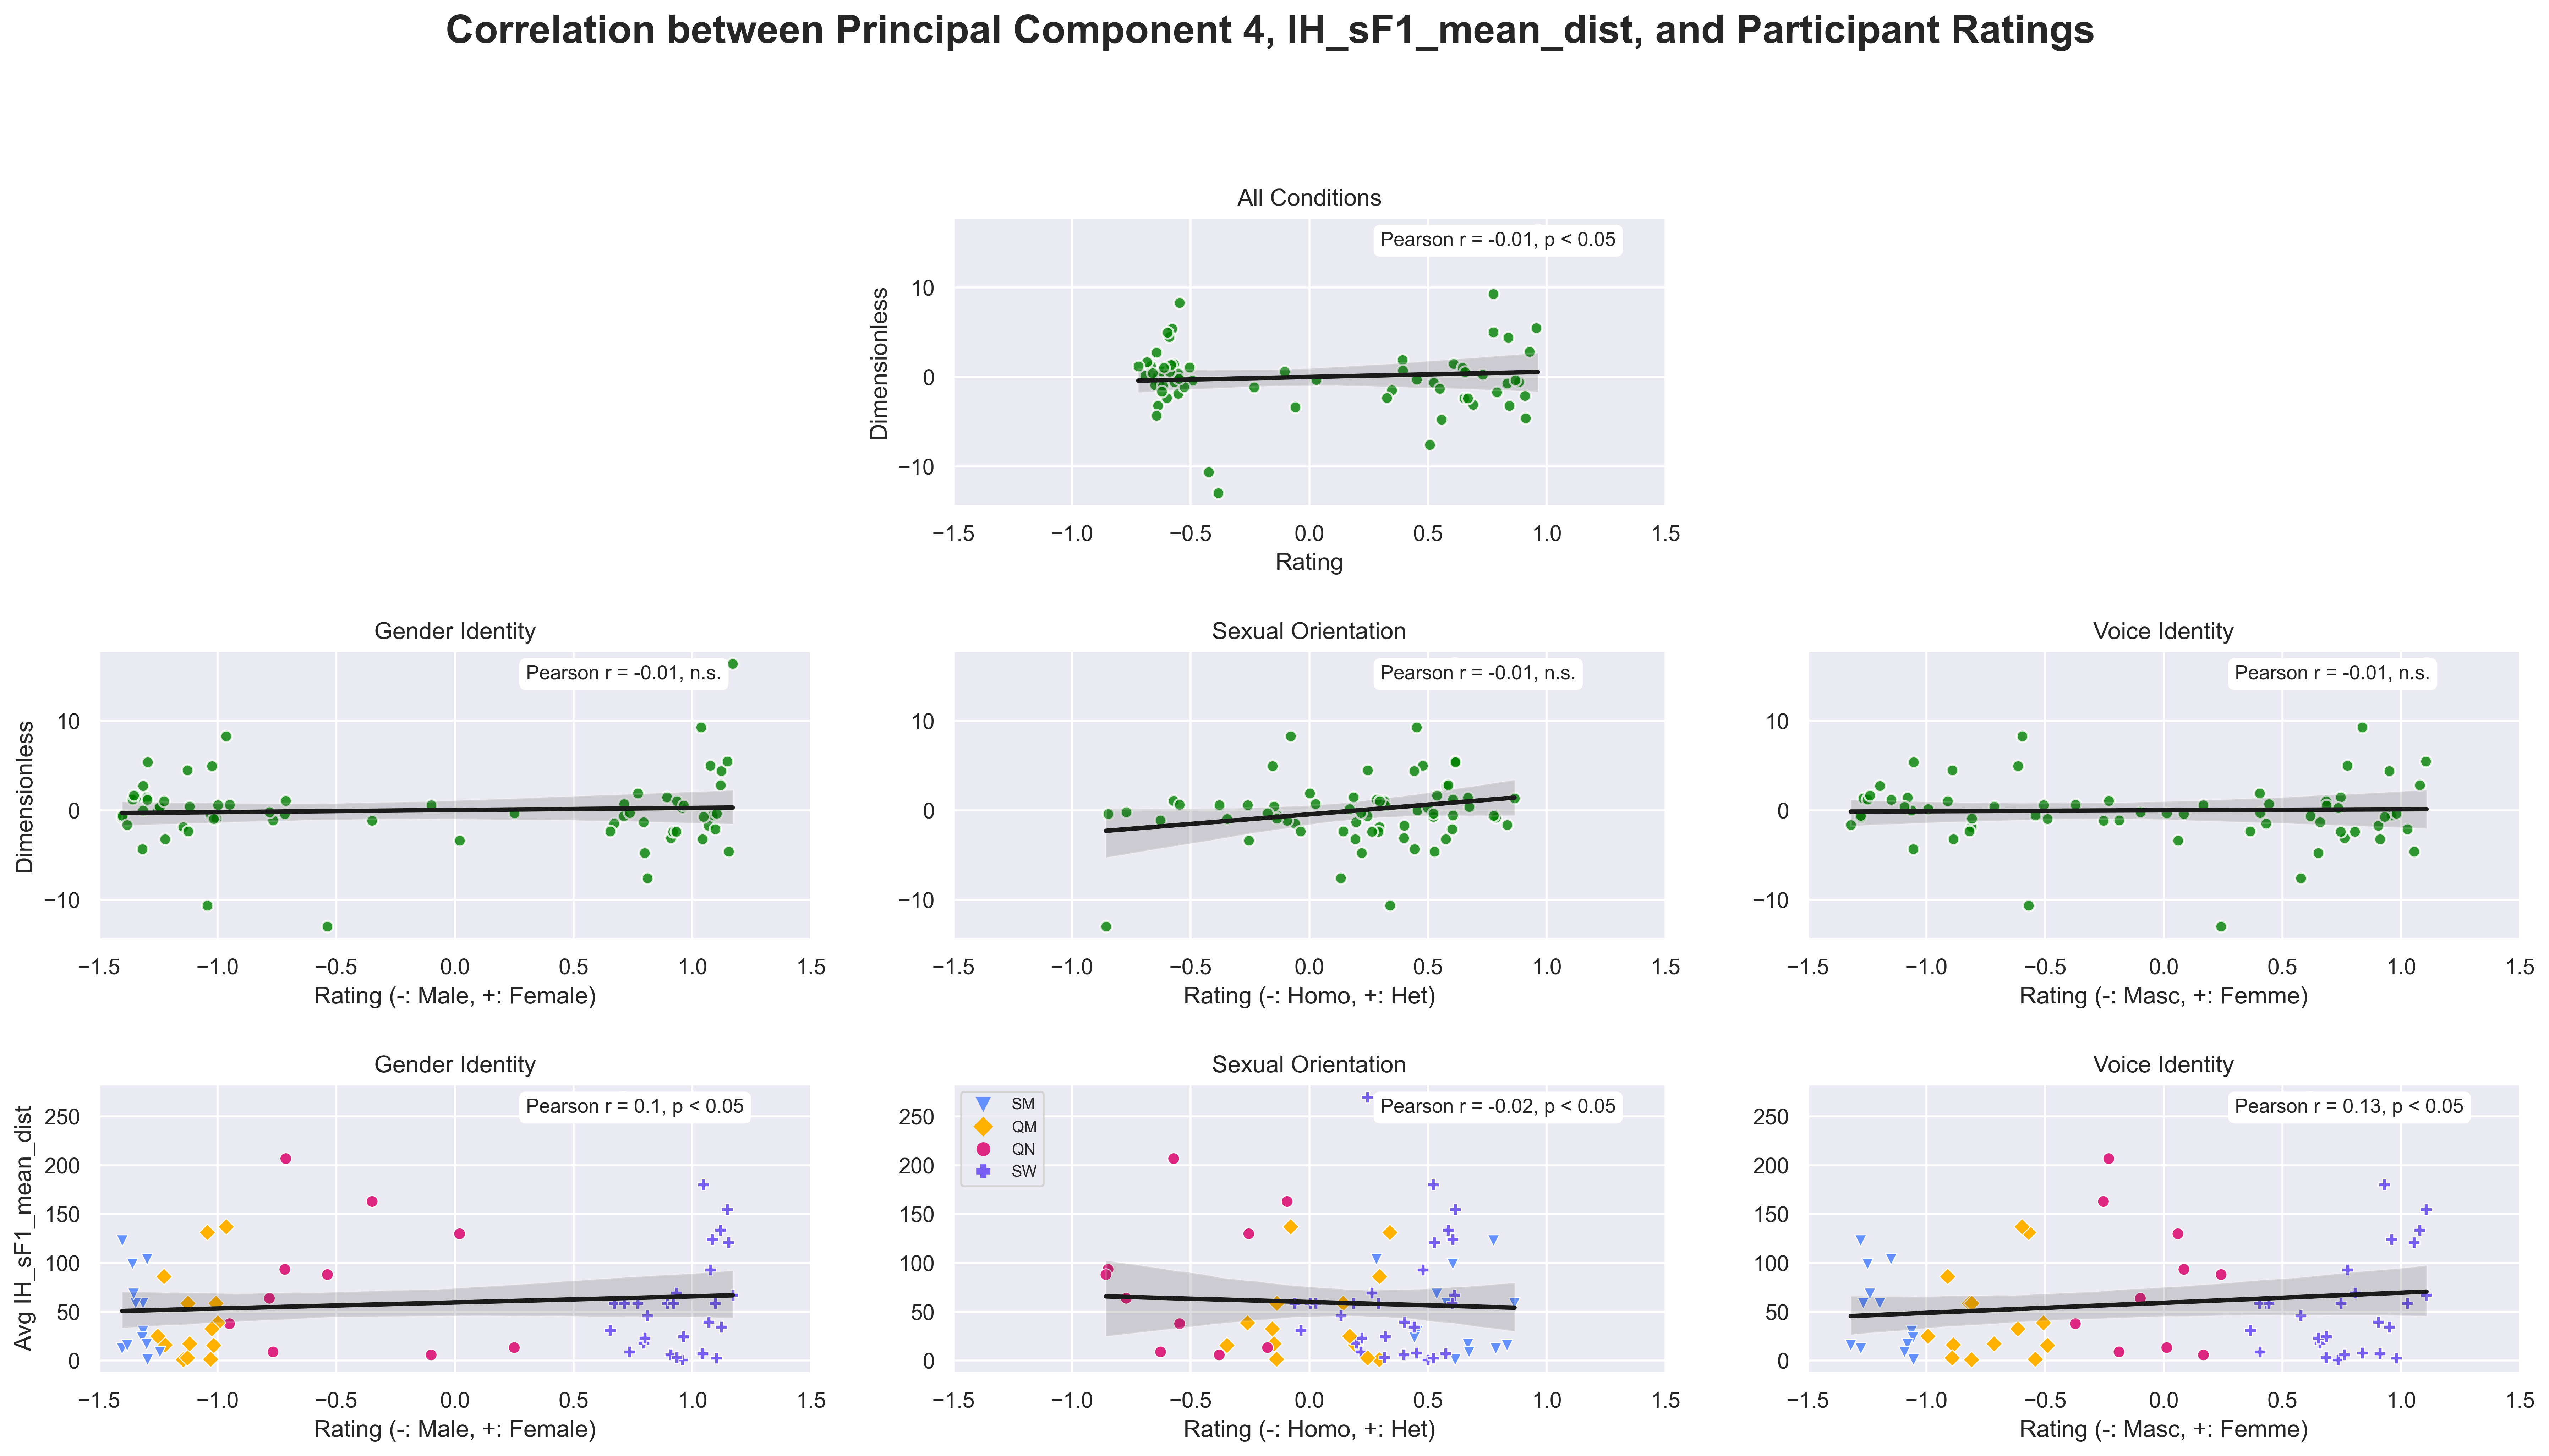 Correlation between Principal Component 4, IH_sF1_mean_dist, and Participant Ratings
All Conditions
Pearson r = -0.01, p < 0.05
Dimensionless
10
0
−10
−1.5 −1.0 −0.5 0.0 0.5 1.0 1.5
Rating
Gender Identity
Pearson r = -0.01, n.s.
Dimensionless
10
0
−10
−1.5 −1.0 −0.5 0.0 0.5 1.0 1.5
Rating (-: Male, +: Female)
Sexual Orientation
Pearson r = -0.01, n.s.
10
0
−10
−1.5 −1.0 −0.5 0.0 0.5 1.0 1.5
Rating (-: Homo, +: Het)
Voice Identity
Pearson r = -0.01, n.s.
10
0
−10
−1.5 −1.0 −0.5 0.0 0.5 1.0 1.5
Rating (-: Masc, +: Femme)
Gender Identity
Pearson r = 0.1, p < 0.05
Avg IH_sF1_mean_dist
250
200
150
100
50
0
−1.5 −1.0 −0.5 0.0 0.5 1.0 1.5
Rating (-: Male, +: Female)
Sexual Orientation
Pearson r = -0.02, p < 0.05
SM
QM
QN
SW
250
200
150
100
50
0
−1.5 −1.0 −0.5 0.0 0.5 1.0 1.5
Rating (-: Homo, +: Het)
Voice Identity
Pearson r = 0.13, p < 0.05
250
200
150
100
50
0
−1.5 −1.0 −0.5 0.0 0.5 1.0 1.5
Rating (-: Masc, +: Femme)